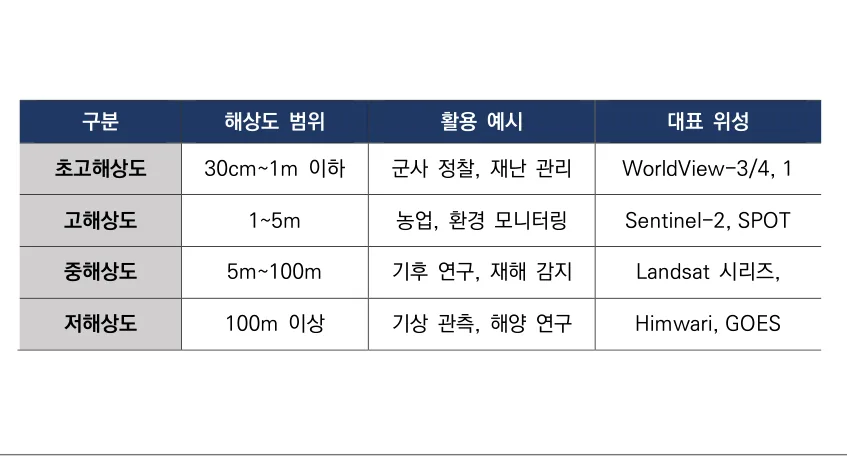 구분 해상도 범위 활용 예시 대표 위성
초고해상도 30cm~1m 이하 군사 정찰, 재난 관리 WorldView-3/4, 1
고해상도 1~5m 농업, 환경 모니터링 Sentinel-2, SPOT
중해상도 5m~100m 기후 연구, 재해 감지 Landsat 시리즈,
저해상도 100m 이상 기상 관측, 해양 연구 Himwari, GOES